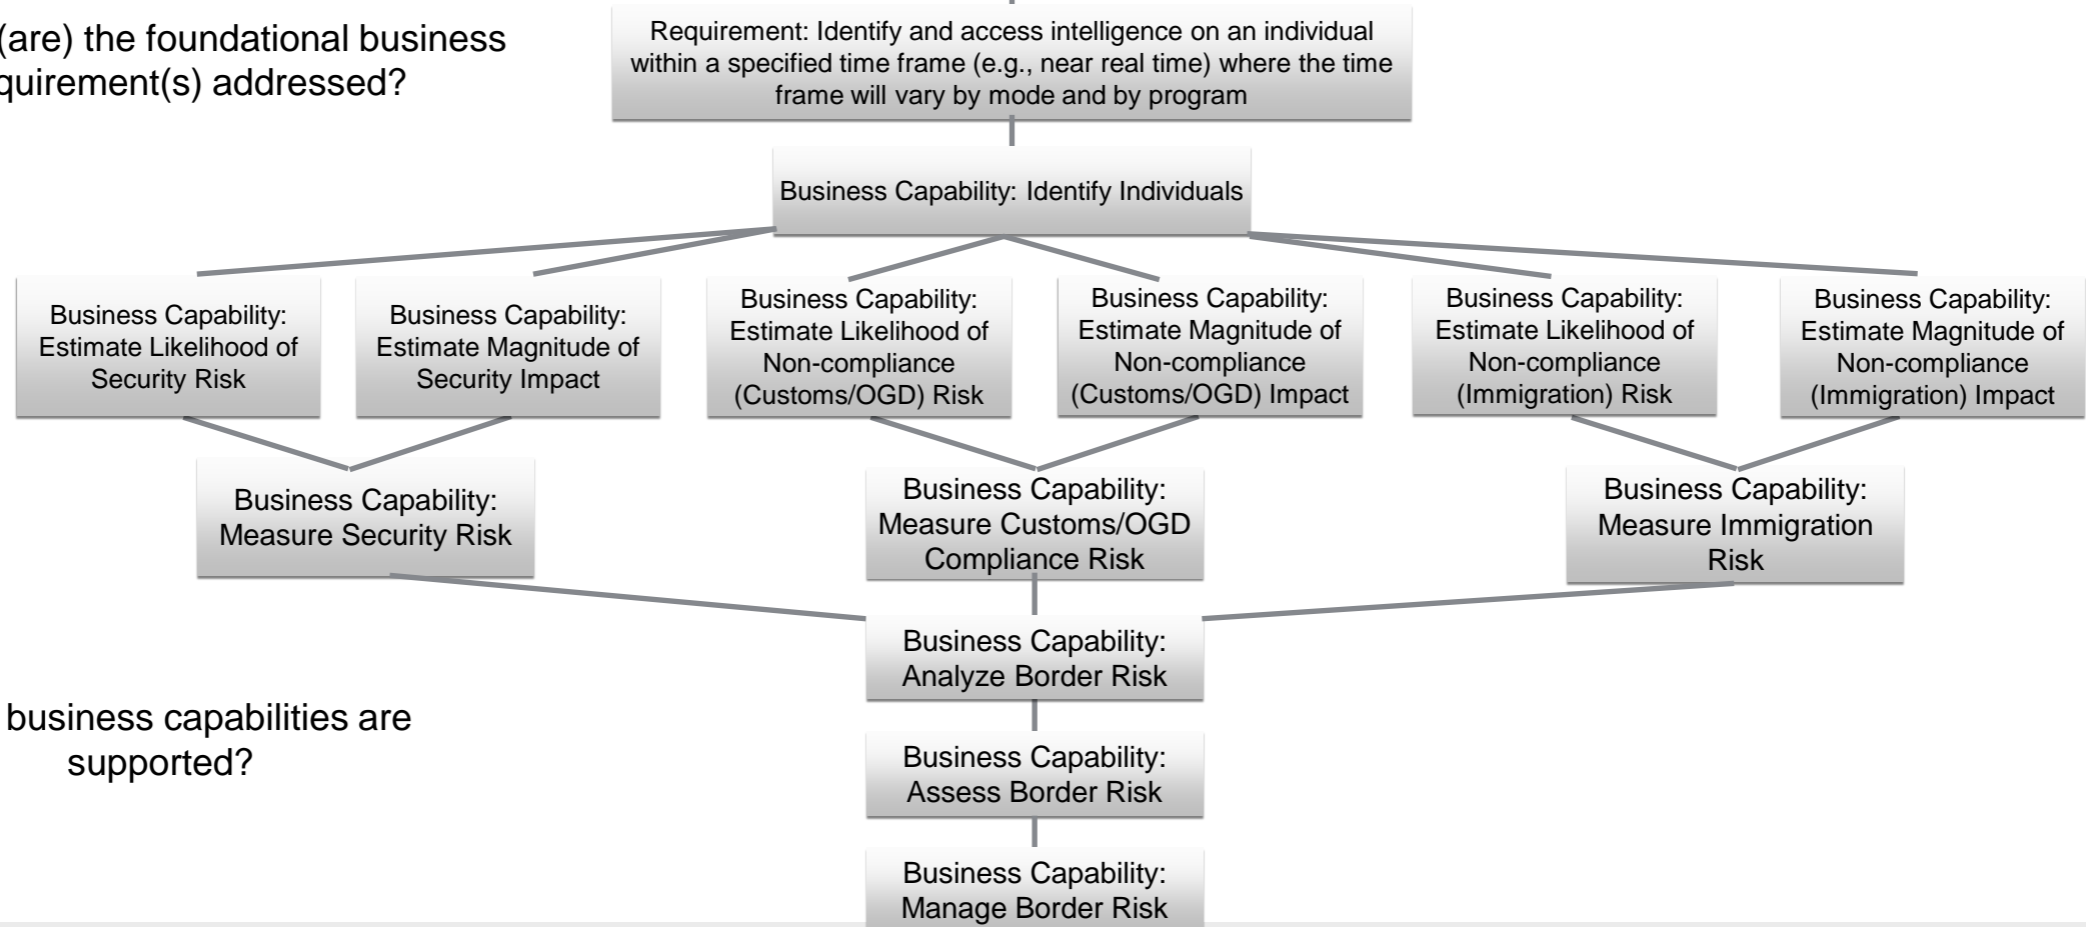 (are) the foundational business
quirement(s) addressed?
Requirement: Identify and access intelligence on an individual
within a specified time frame (e.g., near real time) where the time
frame will vary by mode and by program
Business Capability: Identify Individuals
Business Capability:
Estimate Likelihood of
Security Risk
Business Capability:
Estimate Magnitude of
Security Impact
Business Capability:
Estimate Likelihood of
Non-compliance
(Customs/OGD) Risk
Business Capability:
Estimate Magnitude of
Non-compliance
(Customs/OGD) Impact
Business Capability:
Estimate Likelihood of
Non-compliance
(Immigration) Risk
Business Capability:
Estimate Magnitude of
Non-compliance
(Immigration) Impact
Business Capability:
Measure Security Risk
Business Capability:
Measure Customs/OGD
Compliance Risk
Business Capability:
Measure Immigration
Risk
Business Capability:
Analyze Border Risk
business capabilities are
supported?
Business Capability:
Assess Border Risk
Business Capability:
Manage Border Risk